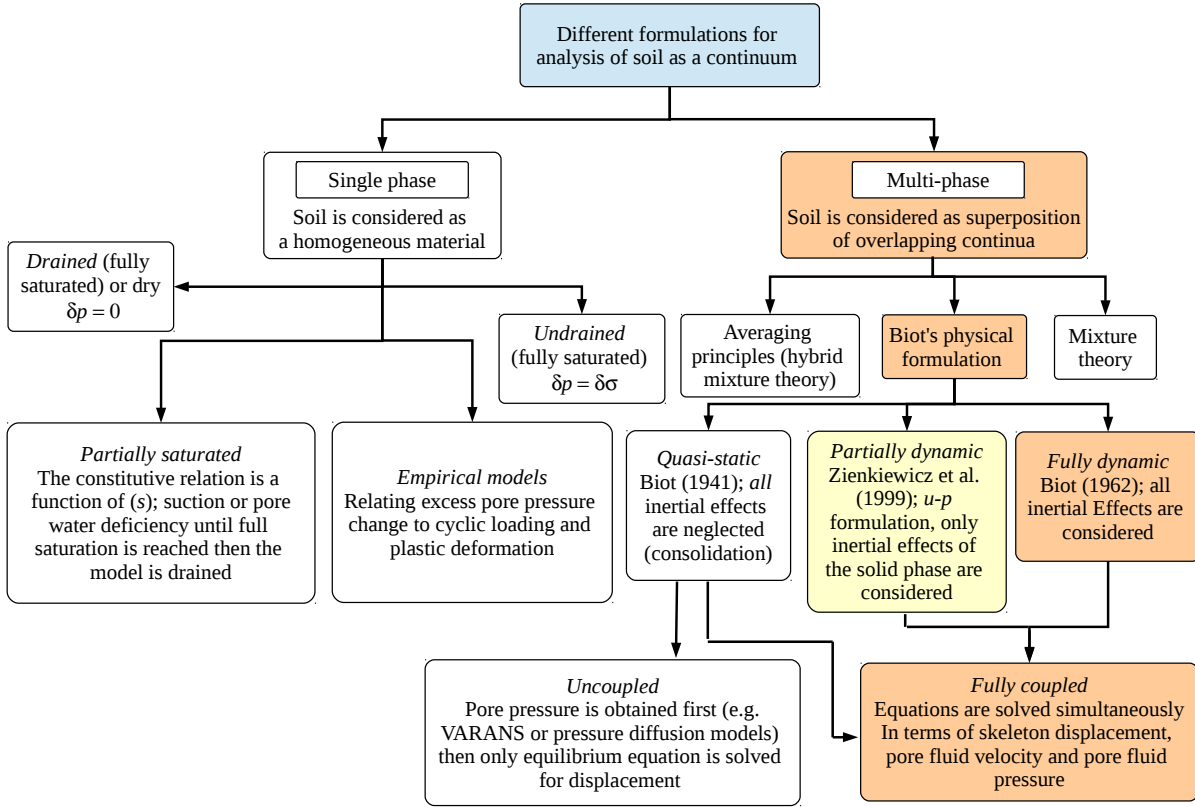 Different formulations for
analysis of soil as a continuum
Single phase
Soil is considered as
a homogeneous material
Multi-phase
Soil is considered as superposition
of overlapping continua
Drained (fully
saturated) or dry
δp = 0
Undrained
(fully saturated)
δp = δσ
Averaging
principles (hybrid
mixture theory)
Biot's physical
formulation
Mixture
theory
Partially saturated
The constitutive relation is a
function of (s); suction or pore
water deficiency until full
saturation is reached then the
model is drained
Empirical models
Relating excess pore pressure
change to cyclic loading and
plastic deformation
Quasi-static
Biot (1941); all
inertial effects
are neglected
(consolidation)
Partially dynamic
Zienkiewicz et al.
(1999); u-p
formulation, only
inertial effects of
the solid phase are
considered
Fully dynamic
Biot (1962); all
inertial Effects are
considered
Uncoupled
Pore pressure is obtained first (e.g.
VARANS or pressure diffusion models)
then only equilibrium equation is solved
for displacement
Fully coupled
Equations are solved simultaneously
In terms of skeleton displacement,
pore fluid velocity and pore fluid
pressure